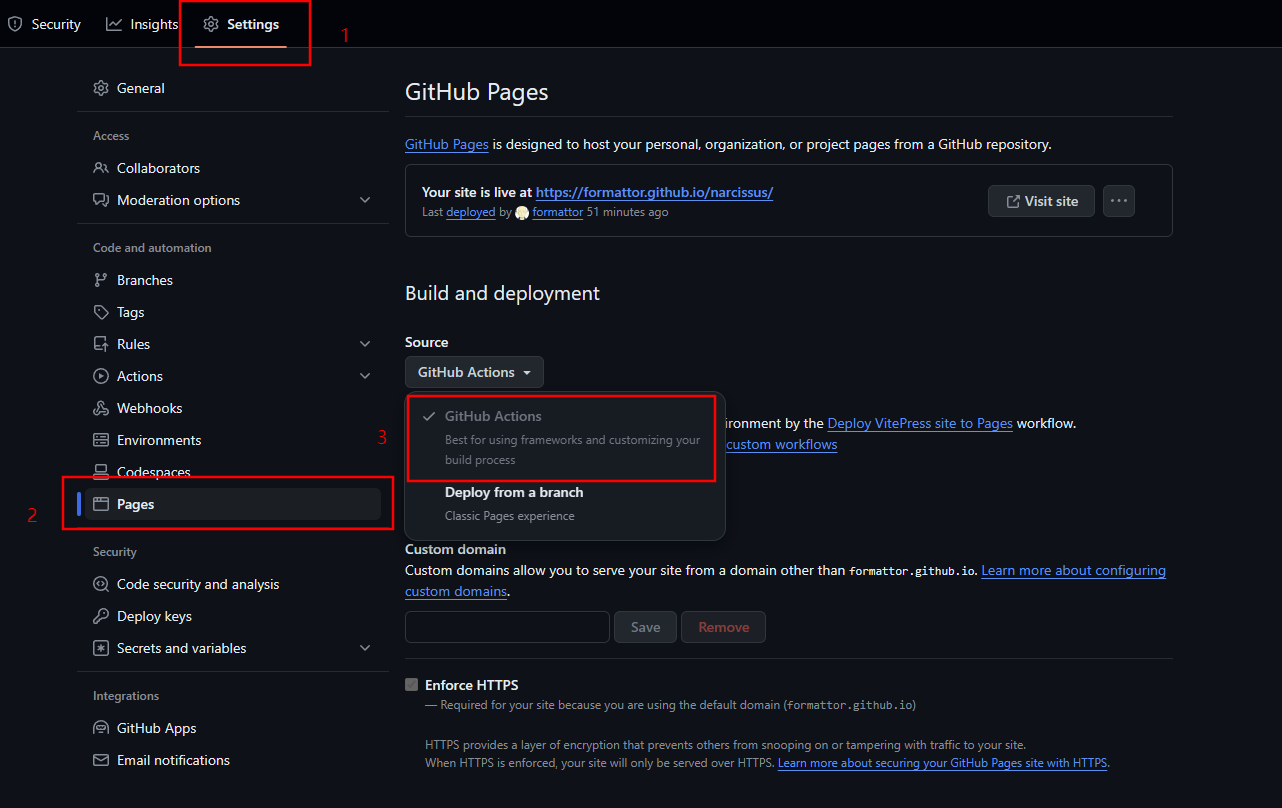 Security Insights Settings 1
General
Access
Collaborators
Moderation options
Code and automation
Branches
Tags
Rules
Actions
Webhooks
Environments
Codespaces
2 Pages
Security
Code security and analysis
Deploy keys
Secrets and variables
Integrations
GitHub Apps
Email notifications
GitHub Pages
GitHub Pages is designed to host your personal, organization, or project pages from a GitHub repository.
Your site is live at https://formattor.github.io/narcissus/
Last deployed by formattor 51 minutes ago
Visit site
Build and deployment
Source
GitHub Actions
3
GitHub Actions
Best for using frameworks and customizing your
build process
Deploy from a branch
Classic Pages experience
ironment by the Deploy VitePress site to Pages workflow.
custom workflows
Custom domain
Custom domains allow you to serve your site from a domain other than formattor.github.io. Learn more about configuring
custom domains.
Save Remove
Enforce HTTPS
— Required for your site because you are using the default domain (formattor.github.io)
HTTPS provides a layer of encryption that prevents others from snooping on or tampering with traffic to your site.
When HTTPS is enforced, your site will only be served over HTTPS. Learn more about securing your GitHub Pages site with HTTPS.